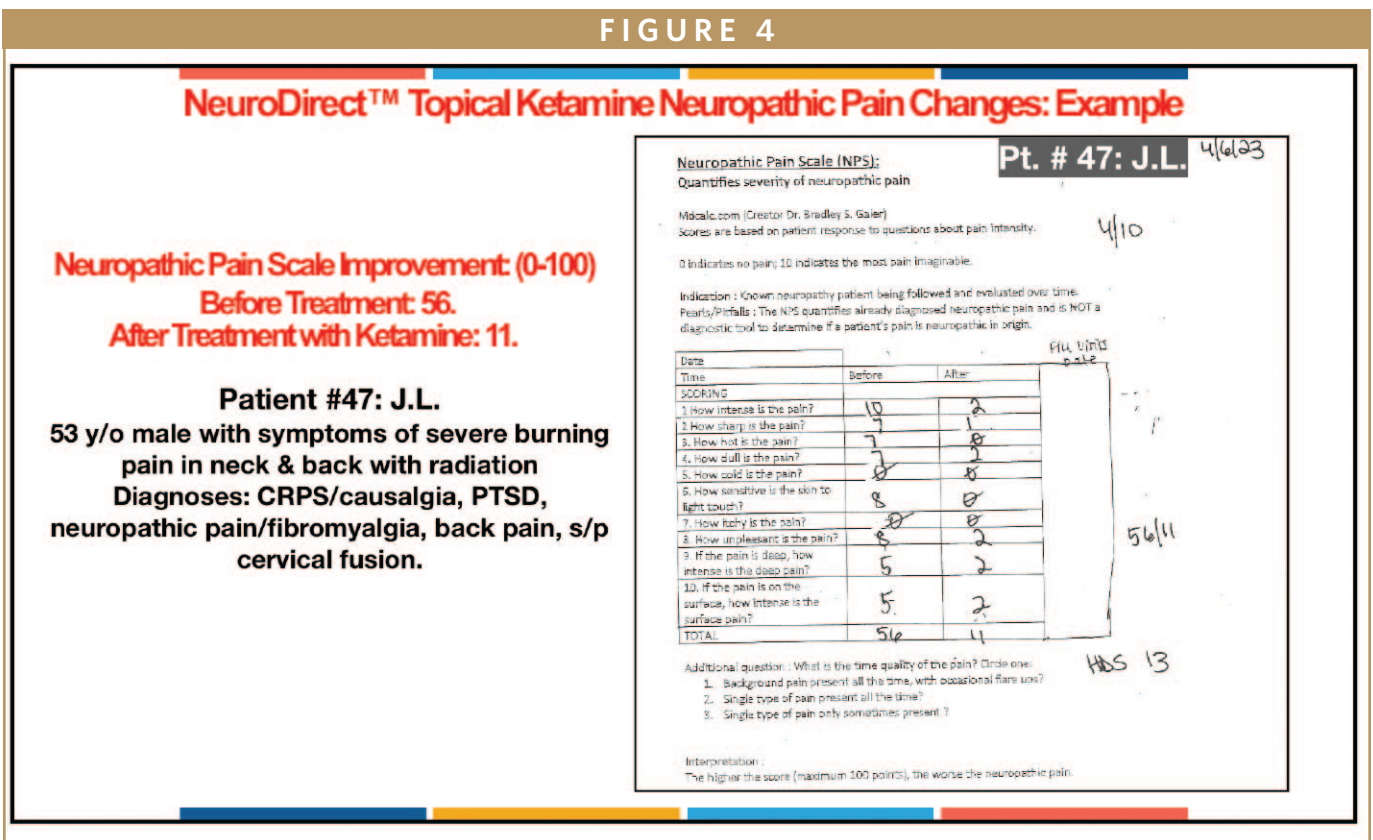 FIGURE 4
NeuroDirect™ Topical Ketamine Neuropathic Pain Changes: Example
Neuropathic Pain Scale Improvement: (0-100)
Before Treatment: 56.
After Treatment with Ketamine: 11.
Patient #47: J.L.
53 y/o male with symptoms of severe burning
pain in neck & back with radiation
Diagnoses: CRPS/causalgia, PTSD,
neuropathic pain/fibromyalgia, back pain, s/p
cervical fusion.
Pt. # 47: J.L. 4/6/23
Neuropathic Pain Scale (NPS):
Quantifies severity of neuropathic pain
Mdcalc.com (Creator Dr. Bradley S. Gaier)
Scores are based on patient response to questions about pain intensity.
4/10
0 indicates no pain; 10 indicates the most pain imaginable.
Indication : Known neuropathy patient being followed and evaluated over time.
Pearls/Pitfalls : The NPS quantifies already diagnosed neuropathic pain and is NOT a
diagnostic tool to determine if a patient's pain is neuropathic in origin.
F/U Visits
Date
Date
Time Before After
SCORING
1 How intense is the pain? 10 2
2 How sharp is the pain? 7 1
3. How hot is the pain? 7 0
4. How dull is the pain? 7 2
5. How cold is the pain? 0 0
6. How sensitive is the skin to
light touch? 8 0
7. How itchy is the pain? 0 0
8. How unpleasant is the pain? 8 2
9. If the pain is deep, how
intense is the deep pain? 5 2
10. If the pain is on the
surface, how intense is the
surface pain? 5 2
TOTAL 56 11
56/11
HDS 13
Additional question : What is the time quality of the pain? Circle one:
1. Background pain present all the time, with occasional flare ups?
2. Single type of pain present all the time?
3. Single type of pain only sometimes present ?
Interpretation :
The higher the score (maximum 100 points), the worse the neuropathic pain.